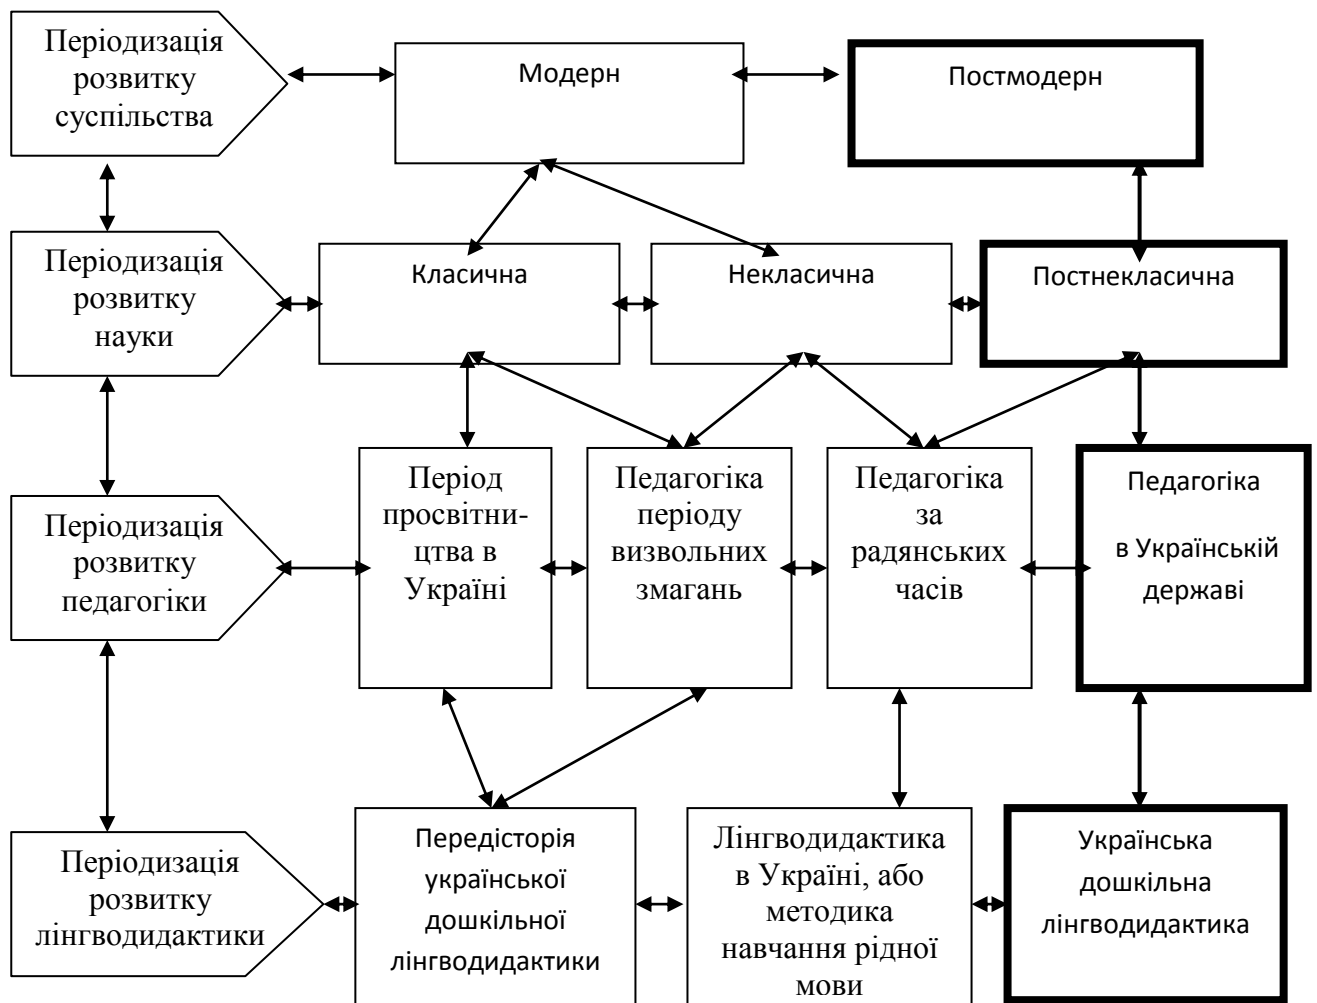 Періодизація
розвитку
суспільства
Модерн
Постмодерн
Періодизація
розвитку
науки
Класична
Некласична
Постнекласична
Періодизація
розвитку
педагогіки
Період
просвітни-
цтва в
Україні
Педагогіка
періоду
визвольних
змагань
Педагогіка
за
радянських
часів
Педагогіка
в Українській
державі
Періодизація
розвитку
лінгводидактики
Передісторія
української
дошкільної
лінгводидактики
Лінгводидактика
в Україні, або
методика
навчання рідної
мови
Українська
дошкільна
лінгводидактика